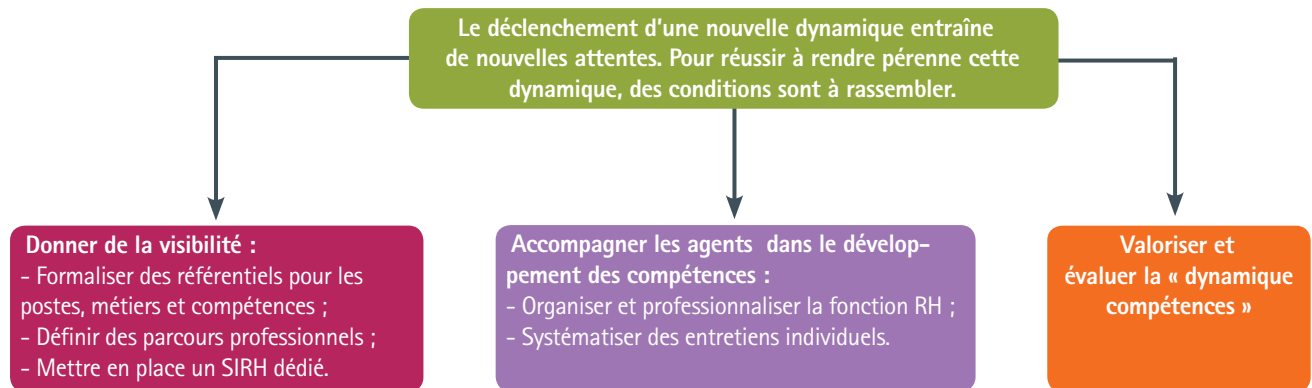 Le déclenchement d'une nouvelle dynamique entraîne
de nouvelles attentes. Pour réussir à rendre pérenne cette
dynamique, des conditions sont à rassembler.
Donner de la visibilité :
- Formaliser des référentiels pour les
postes, métiers et compétences ;
- Définir des parcours professionnels ;
- Mettre en place un SIRH dédié.
Accompagner les agents dans le dévelop-
pement des compétences :
- Organiser et professionnaliser la fonction RH ;
- Systématiser des entretiens individuels.
Valoriser et
évaluer la « dynamique
compétences »